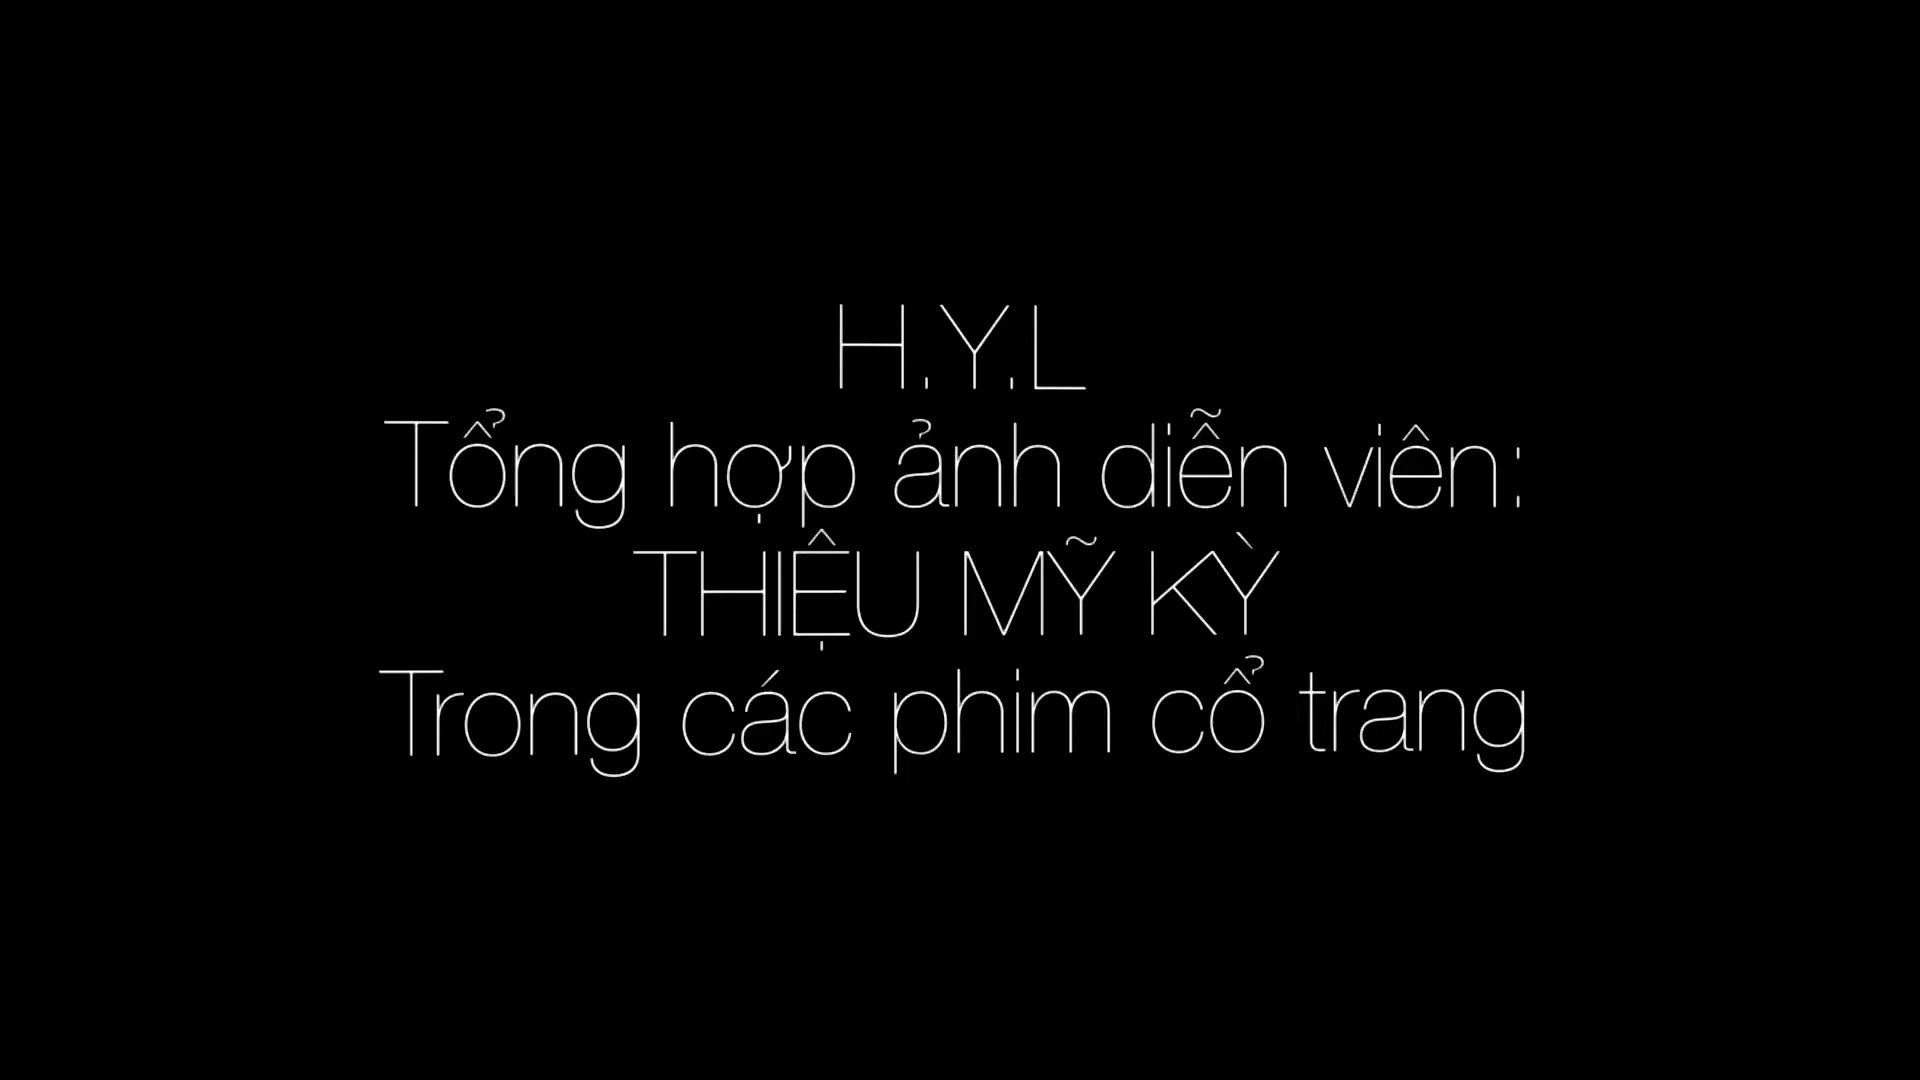 H.Y.L
Tổng hợp ảnh diễn viên:
THIỆU MỸ KỲ
Trong các phim cổ trang